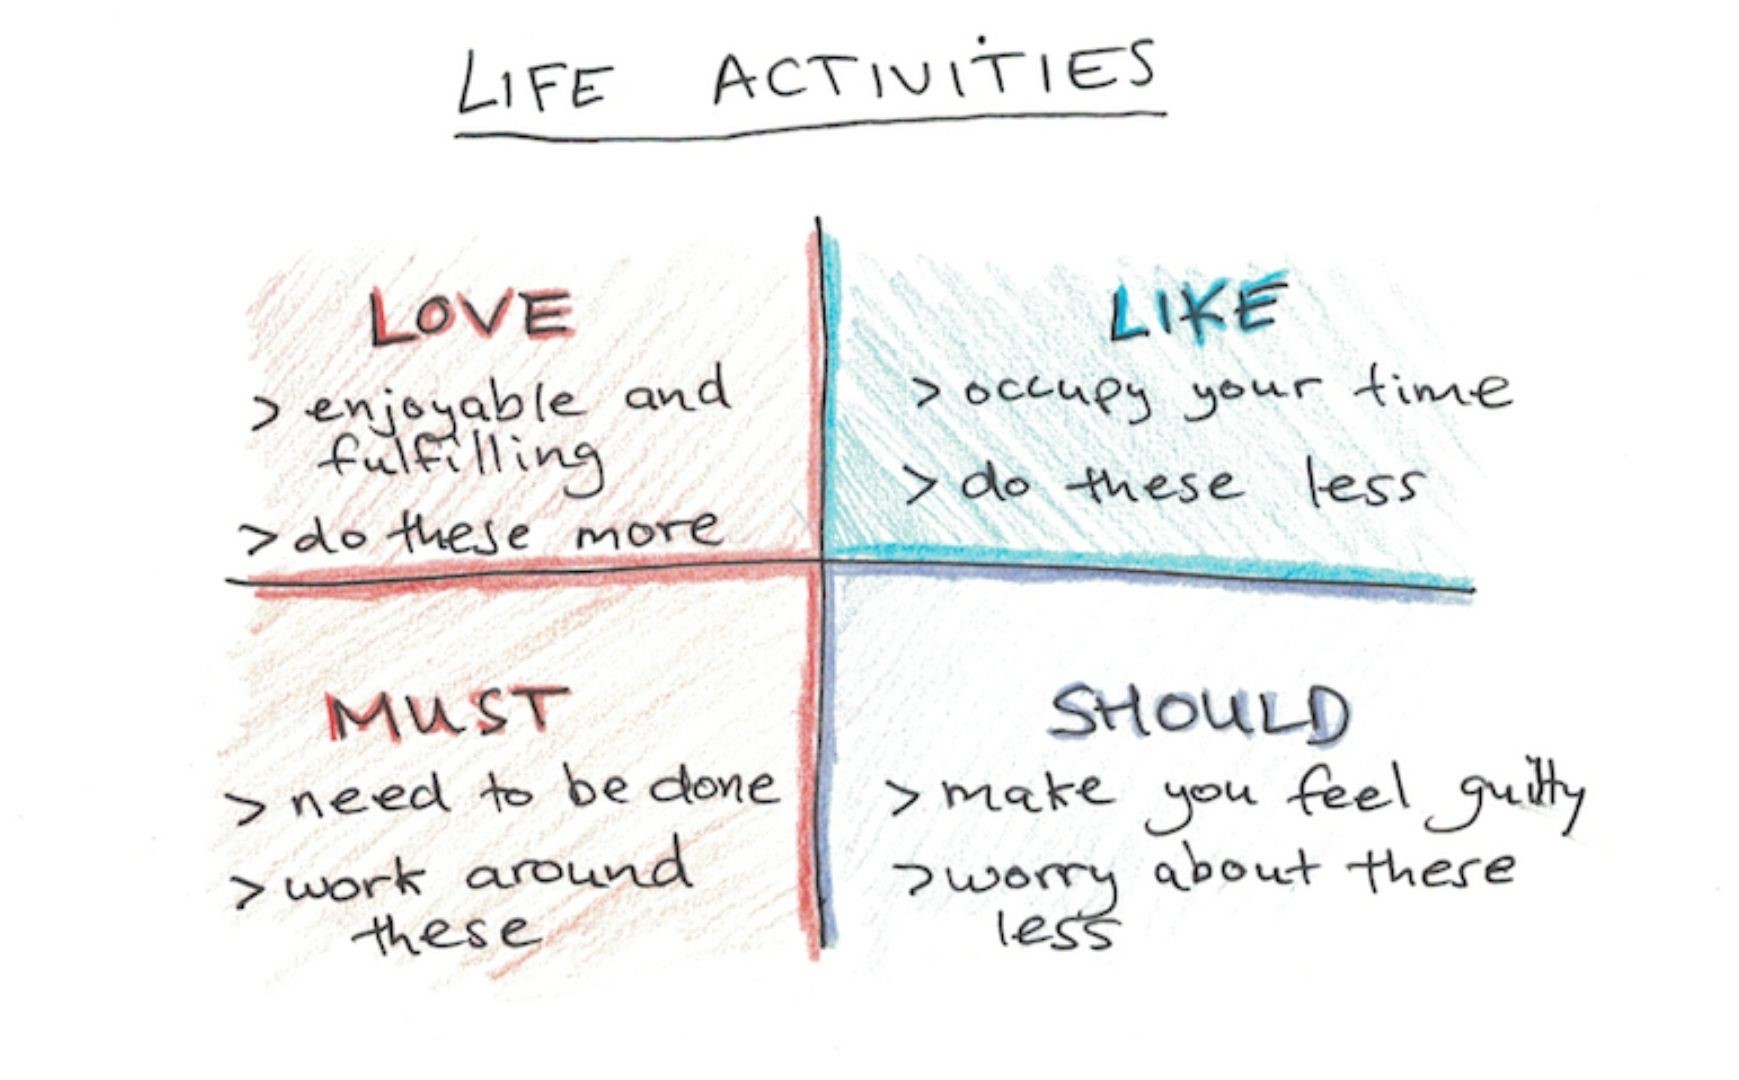 LIFE ACTIVITIES
LOVE
> enjoyable and
fulfilling
> do these more
LIKE
> occupy your time
> do these less
MUST
> need to be done
> work around
these
SHOULD
> make you feel guilty
> worry about these
less